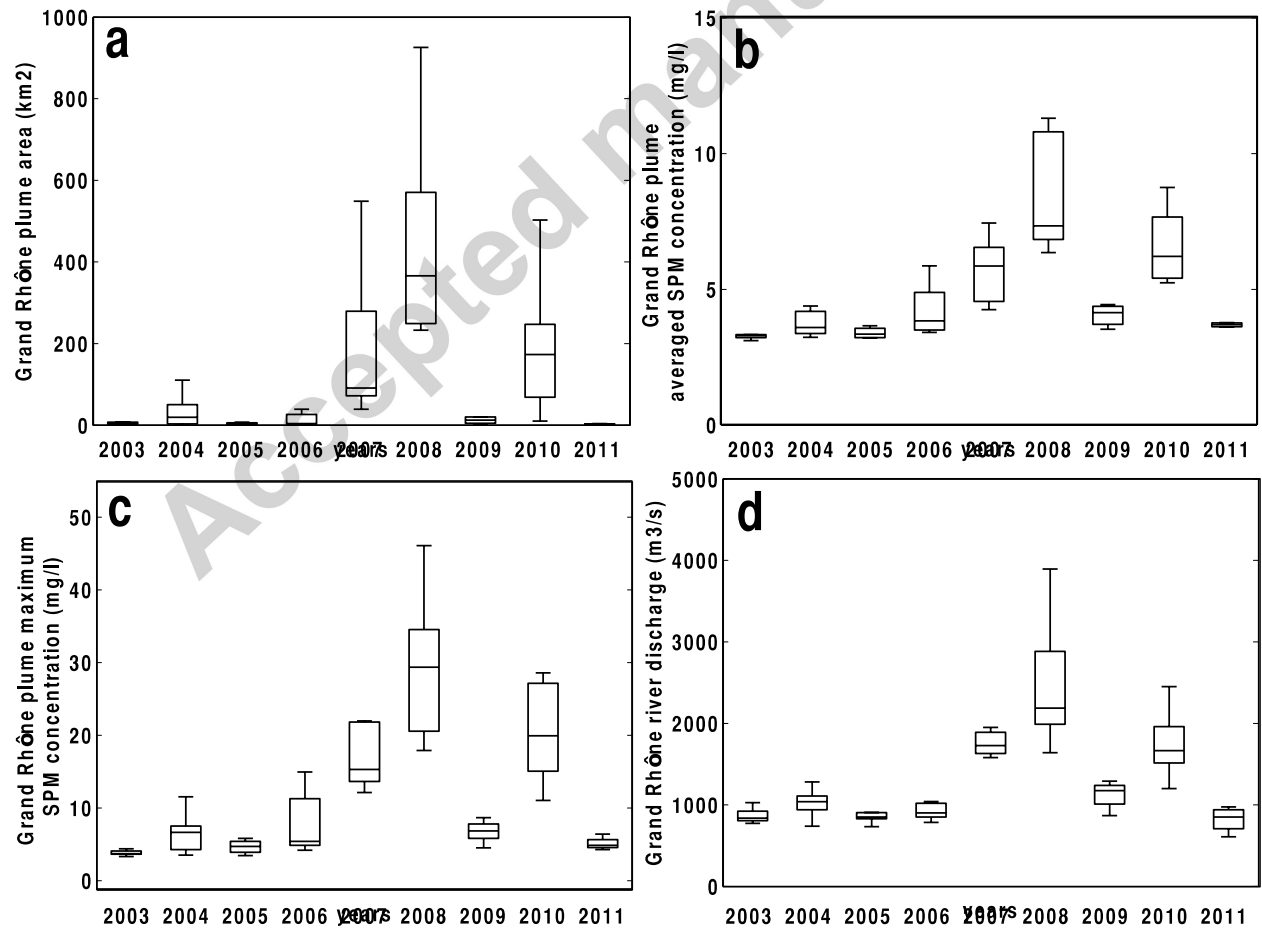 a
Grand Rhône plume area (km2)
1000
800
600
400
200
0
2003 2004 2005 2006 2007 2008 2009 2010 2011
years
b
Grand Rhône plume
averaged SPM concentration (mg/l)
15
10
5
0
2003 2004 2005 2006 2007 2008 2009 2010 2011
years
c
Grand Rhône plume maximum
SPM concentration (mg/l)
50
40
30
20
10
0
2003 2004 2005 2006 2007 2008 2009 2010 2011
years
d
Grand Rhône river discharge (m3/s)
5000
4000
3000
2000
1000
0
2003 2004 2005 2006 2007 2008 2009 2010 2011
years
Accepted